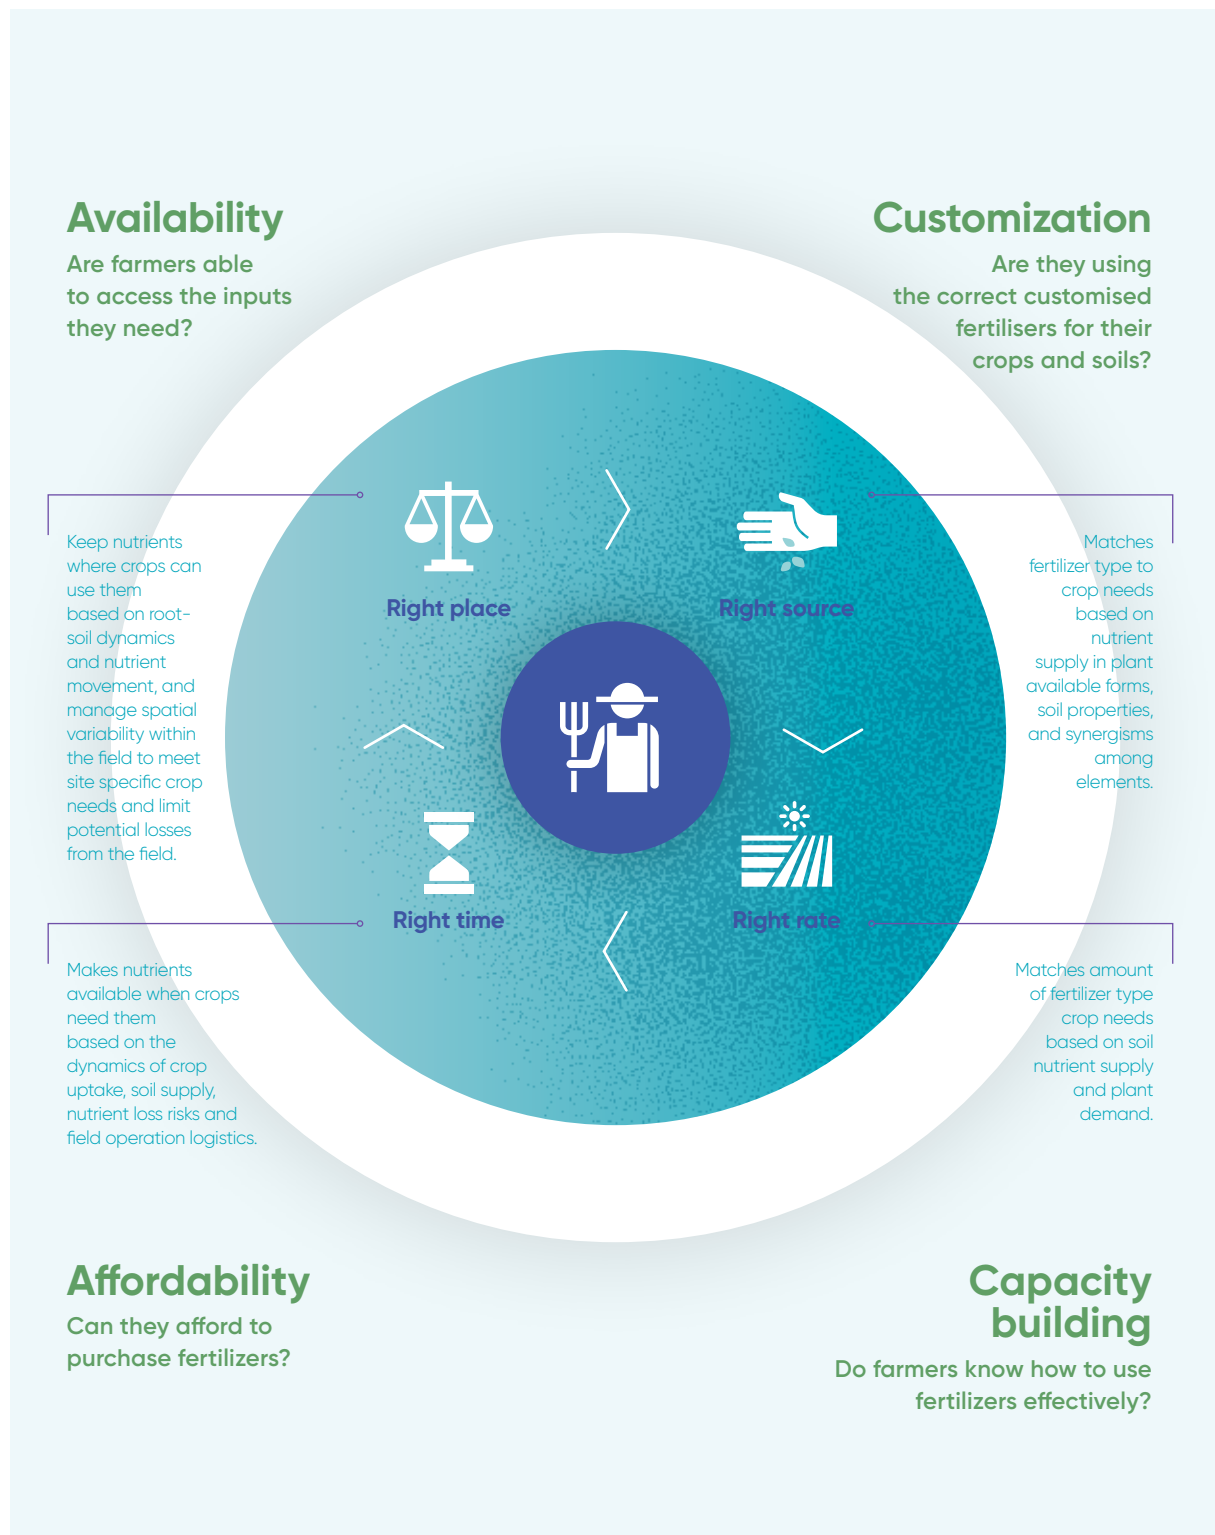 Availability
Are farmers able
to access the inputs
they need?
Customization
Are they using
the correct customised
fertilisers for their
crops and soils?
Right place
Keep nutrients
where crops can
use them
based on root-
soil dynamics
and nutrient
movement, and
manage spatial
variability within
the field to meet
site specific crop
needs and limit
potential losses
from the field.
Right source
Matches
fertilizer type to
crop needs
based on
nutrient
supply in plant
available forms,
soil properties,
and synergisms
among
elements.
Right time
Makes nutrients
available when crops
need them
based on the
dynamics of crop
uptake, soil supply,
nutrient loss risks and
field operation logistics.
Right rate
Matches amount
of fertilizer type
crop needs
based on soil
nutrient supply
and plant
demand.
Affordability
Can they afford to
purchase fertilizers?
Capacity
building
Do farmers know how to use
fertilizers effectively?